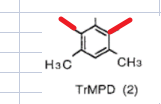 H₃C CH₃
TrMPD (2)